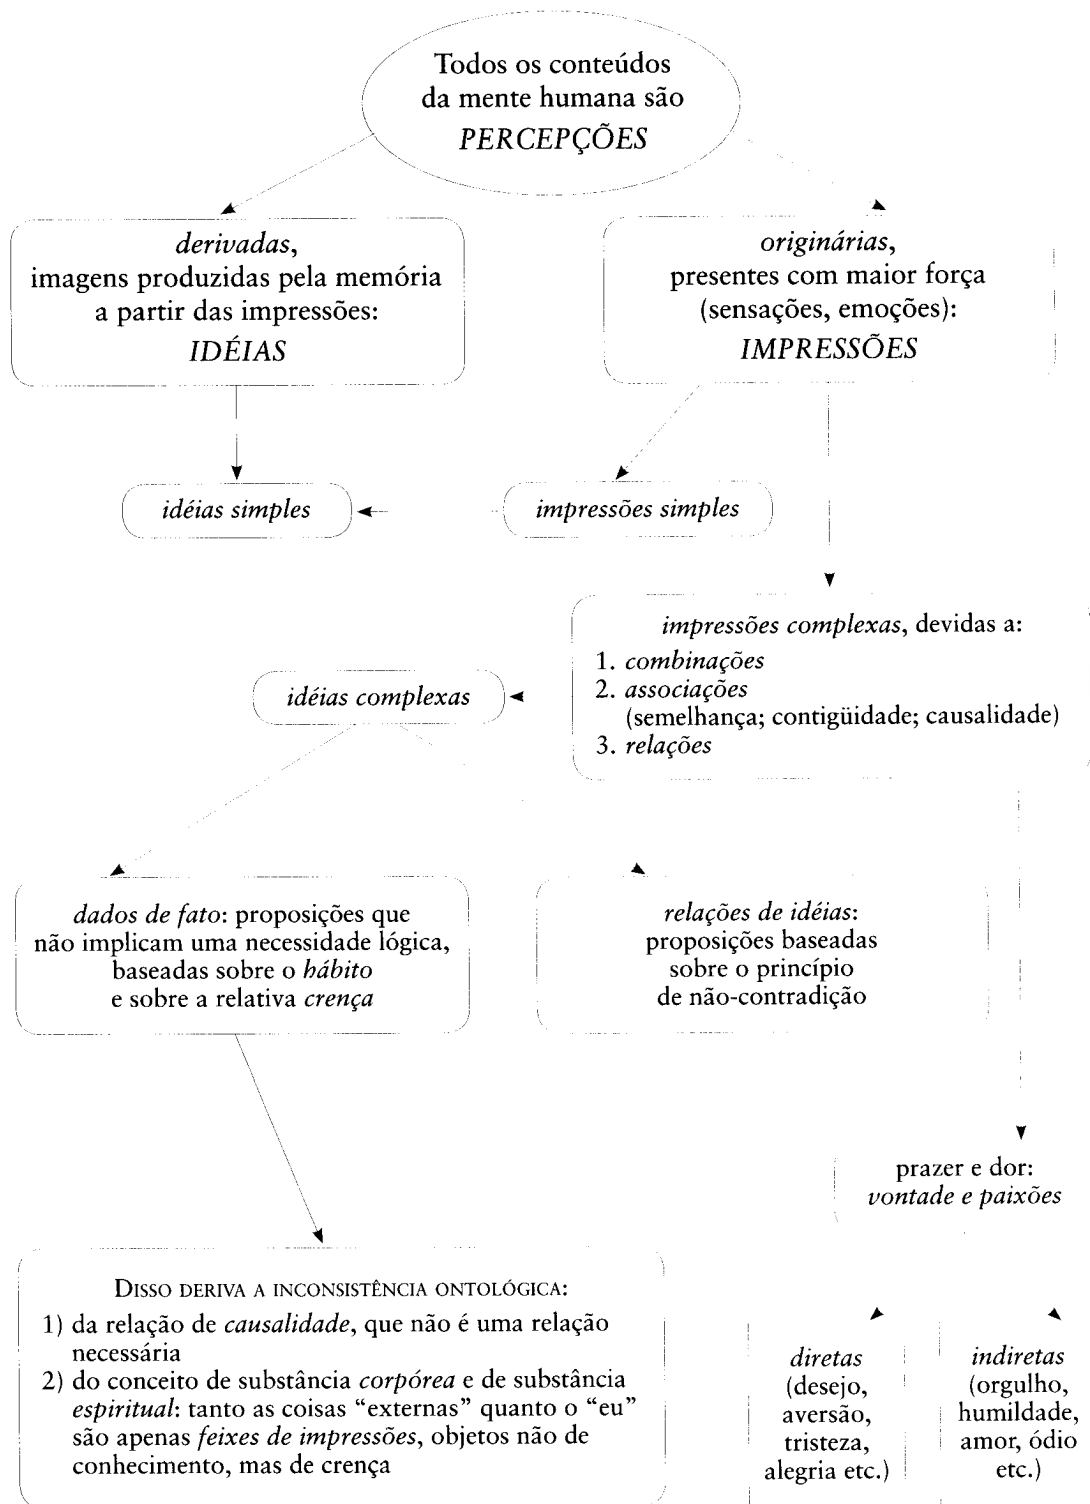 Todos os conteúdos
da mente humana são
PERCEPÇÕES
derivadas,
imagens produzidas pela memória
a partir das impressões:
IDÉIAS
originárias,
presentes com maior força
(sensações, emoções):
IMPRESSÕES
idéias simples
impressões simples
impressões complexas, devidas a:
1. combinações
2. associações
(semelhança; contigüidade; causalidade)
3. relações
idéias complexas
dados de fato: proposições que
não implicam uma necessidade lógica,
baseadas sobre o hábito
e sobre a relativa crença
relações de idéias:
proposições baseadas
sobre o princípio
de não-contradição
prazer e dor:
vontade e paixões
DISSO DERIVA A INCONSISTÊNCIA ONTOLÓGICA:
1) da relação de causalidade, que não é uma relação
necessária
2) do conceito de substância corpórea e de substância
espiritual: tanto as coisas “externas” quanto o “eu”
são apenas feixes de impressões, objetos não de
conhecimento, mas de crença
diretas
(desejo,
aversão,
tristeza,
alegria etc.)
indiretas
(orgulho,
humildade,
amor, ódio
etc.)